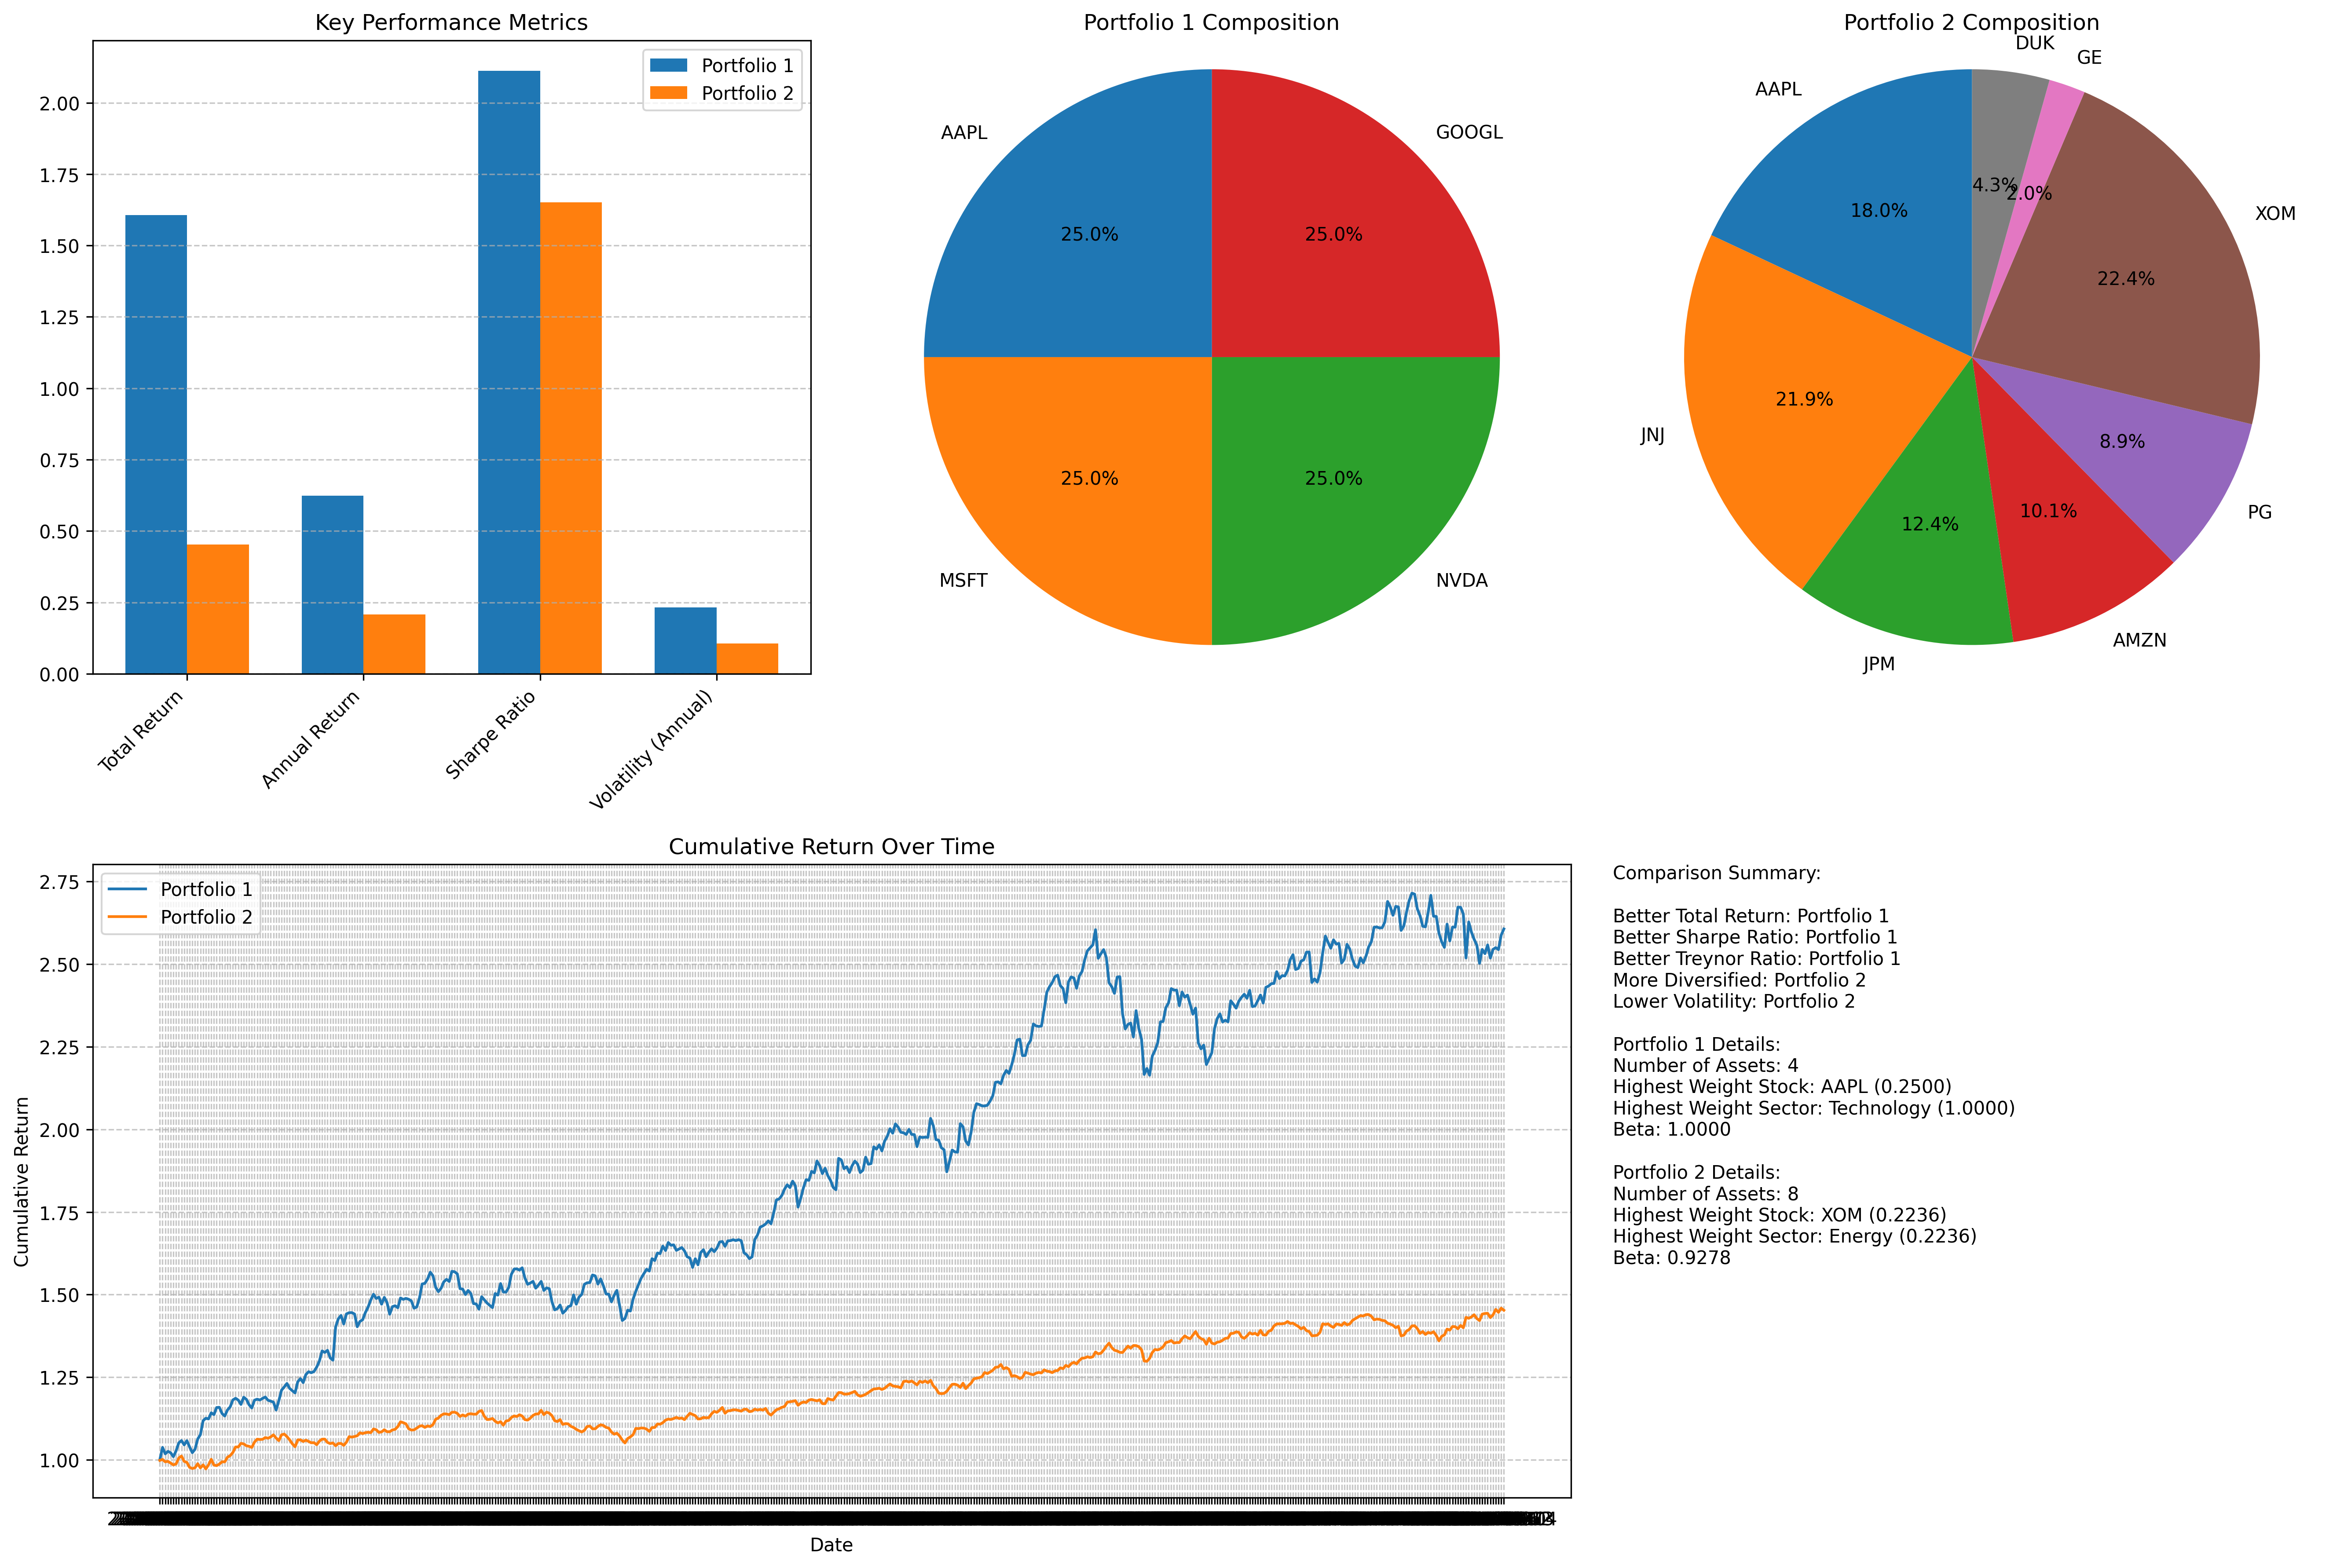 Key Performance Metrics
Portfolio 1
Portfolio 2
2.00
1.75
1.50
1.25
1.00
0.75
0.50
0.25
0.00
Total Return
Annual Return
Sharpe Ratio
Volatility (Annual)
Portfolio 1 Composition
AAPL
GOOGL
25.0%
25.0%
25.0%
25.0%
MSFT
NVDA
Portfolio 2 Composition
DUK
GE
AAPL
4.3%
2.0%
18.0%
XOM
22.4%
21.9%
JNJ
8.9%
PG
12.4%
10.1%
AMZN
JPM
Cumulative Return Over Time
Portfolio 1
Portfolio 2
2.75
2.50
2.25
2.00
1.75
1.50
1.25
1.00
Cumulative Return
Date
Comparison Summary:
Better Total Return: Portfolio 1
Better Sharpe Ratio: Portfolio 1
Better Treynor Ratio: Portfolio 1
More Diversified: Portfolio 2
Lower Volatility: Portfolio 2
Portfolio 1 Details:
Number of Assets: 4
Highest Weight Stock: AAPL (0.2500)
Highest Weight Sector: Technology (1.0000)
Beta: 1.0000
Portfolio 2 Details:
Number of Assets: 8
Highest Weight Stock: XOM (0.2236)
Highest Weight Sector: Energy (0.2236)
Beta: 0.9278